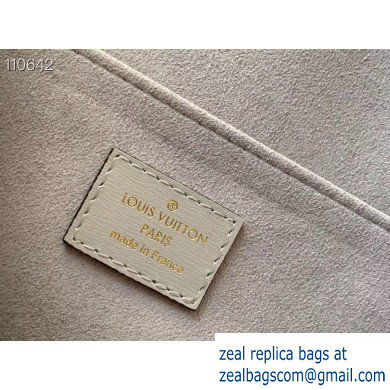 110642
LOUIS VUITTON
PARIS
made in France
zeal replica bags at
zealbagscom@gmail.com